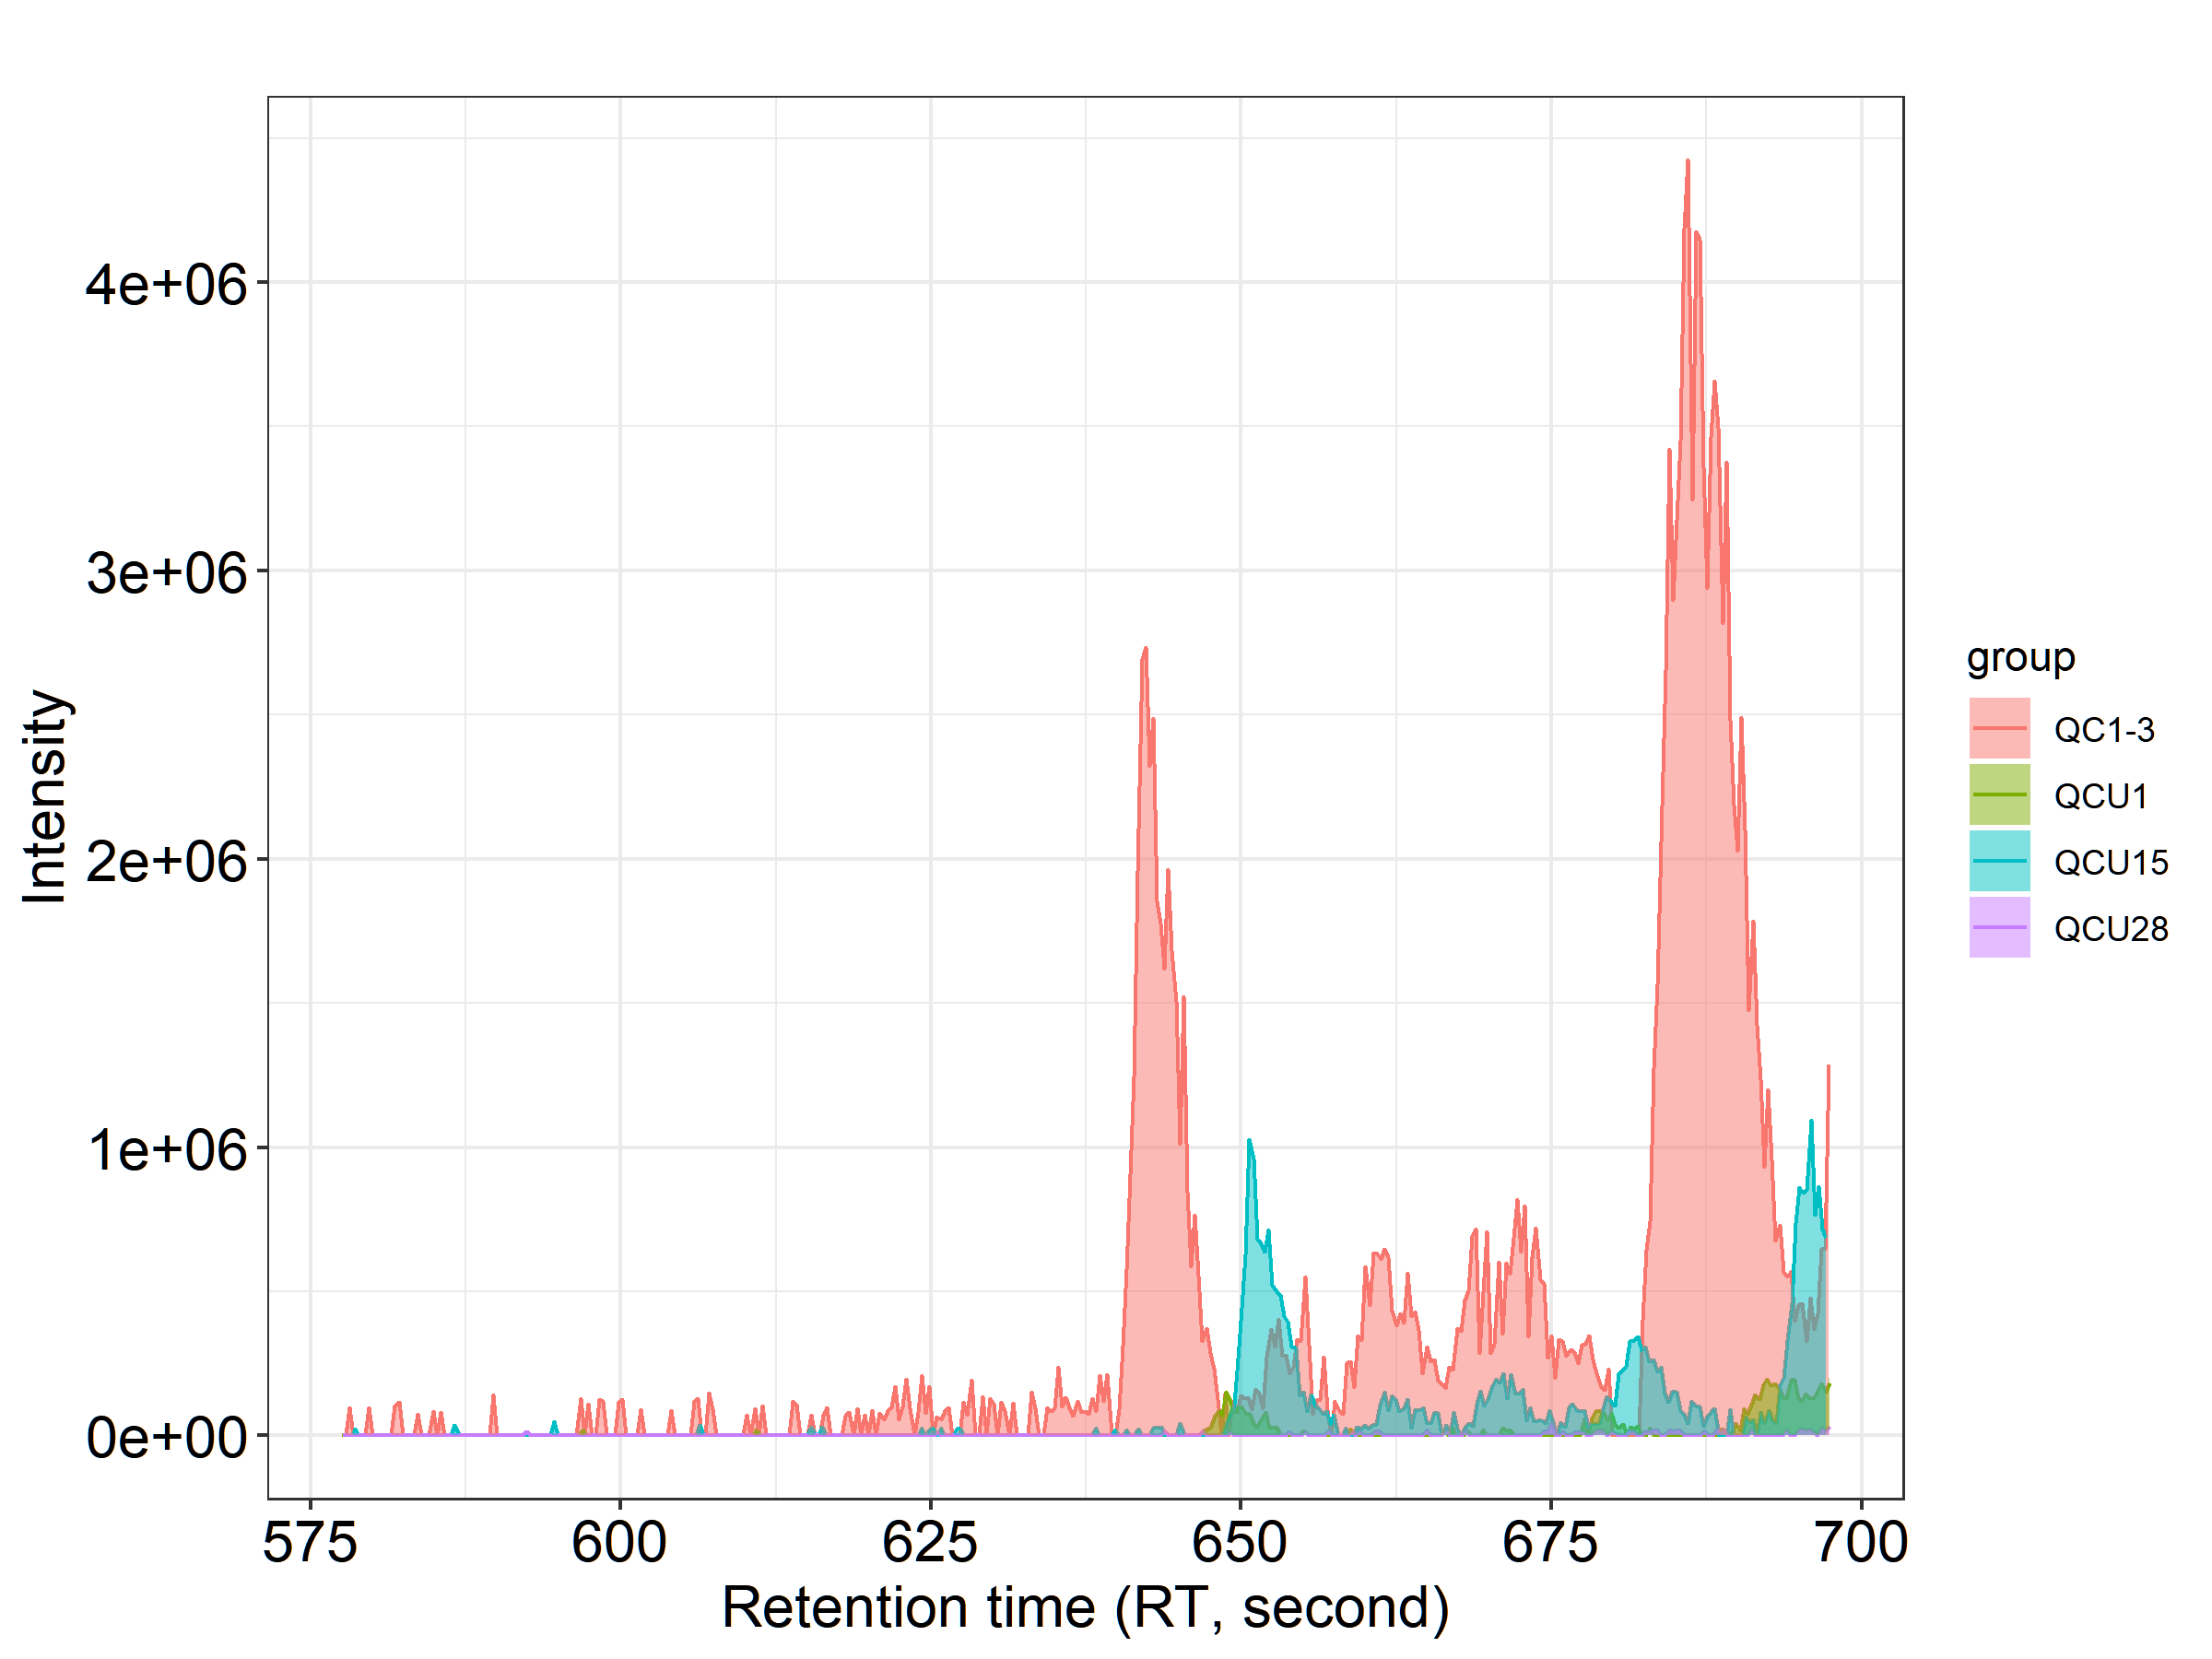 4e+06
3e+06
2e+06
1e+06
0e+00
Intensity
575 600 625 650 675 700
Retention time (RT, second)
group
QC1-3
QCU1
QCU15
QCU28